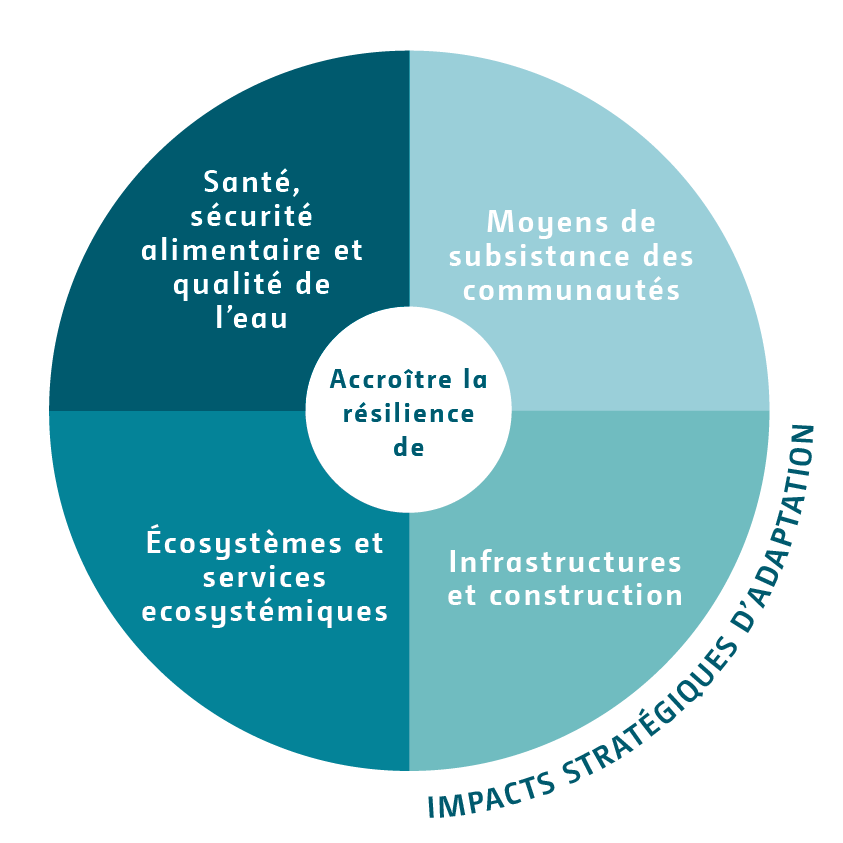 Santé,
sécurité
alimentaire et
qualité de
l’eau
Moyens de
subsistance des
communautés
Accroître la
résilience
de
Écosystèmes et
services
ecosystémiques
Infrastructures
et construction
IMPACTS STRATÉGIQUES D’ADAPTATION